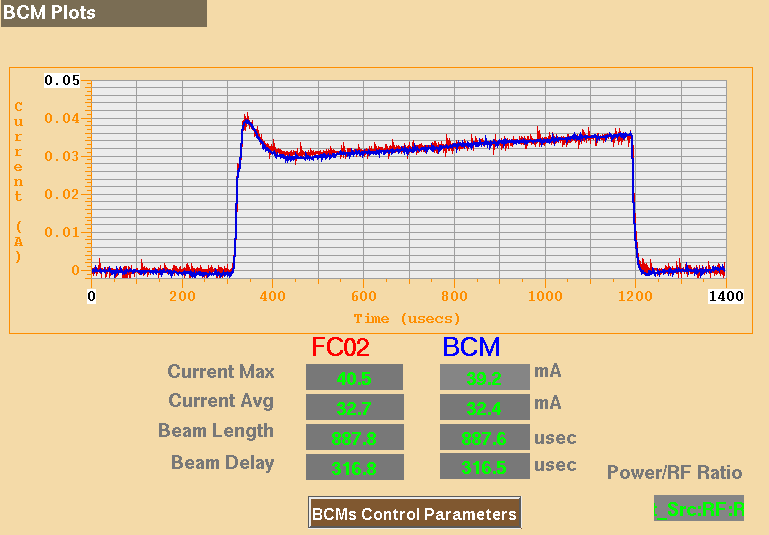 BCM Plots
0.05
0.04
0.03
0.02
0.01
0
Current (A)
0 200 400 600 800 1000 1200 1400
Time (usecs)
FC02 BCM
Current Max 40.5 39.2 mA
Current Avg 32.7 32.4 mA
Beam Length 887.8 887.6 usec
Beam Delay 316.8 316.5 usec
Power/RF Ratio
_Src:RF:F
BCMs Control Parameters